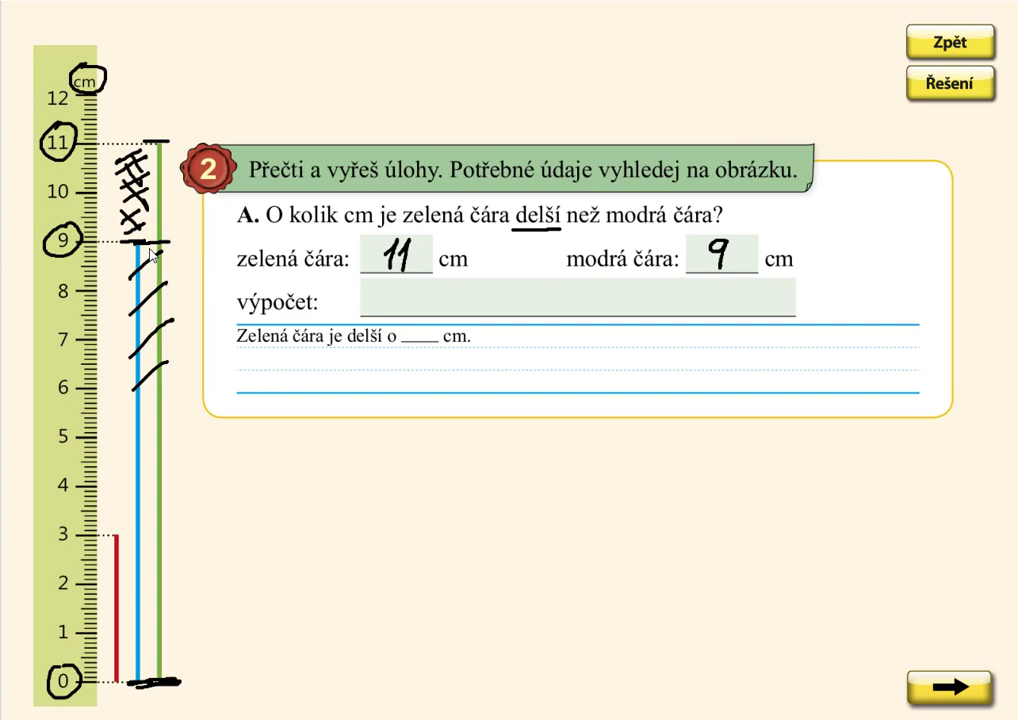 Zpět
Řešení
cm
12
11
10
9
8
7
6
5
4
3
2
1
0
2 Přečti a vyřeš úlohy. Potřebné údaje vyhledej na obrázku.
A. O kolik cm je zelená čára delší než modrá čára?
zelená čára: 11 cm modrá čára: 9 cm
výpočet:
Zelená čára je delší o ____ cm.